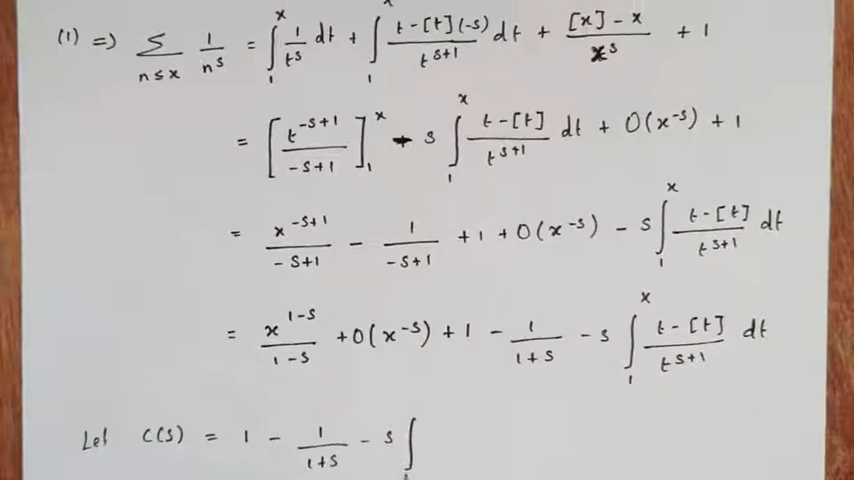 (1) => ∑_{n≤x} 1/n^s = ∫_1^x 1/t^s dt + ∫_1^x (t-[t](-s))/t^{s+1} dt + ([x]-x)/x^s + 1
= [t^{-s+1}/(-s+1)]_1^x - s ∫_1^x (t-[t])/t^{s+1} dt + O(x^{-s}) + 1
= x^{-s+1}/(-s+1) - 1/(-s+1) + 1 + O(x^{-s}) - s ∫_1^x (t-[t])/t^{s+1} dt
= x^{1-s}/(1-s) + O(x^{-s}) + 1 - 1/(1+s) - s ∫_1^x (t-[t])/t^{s+1} dt
Let C(s) = 1 - 1/(1+s) - s ∫